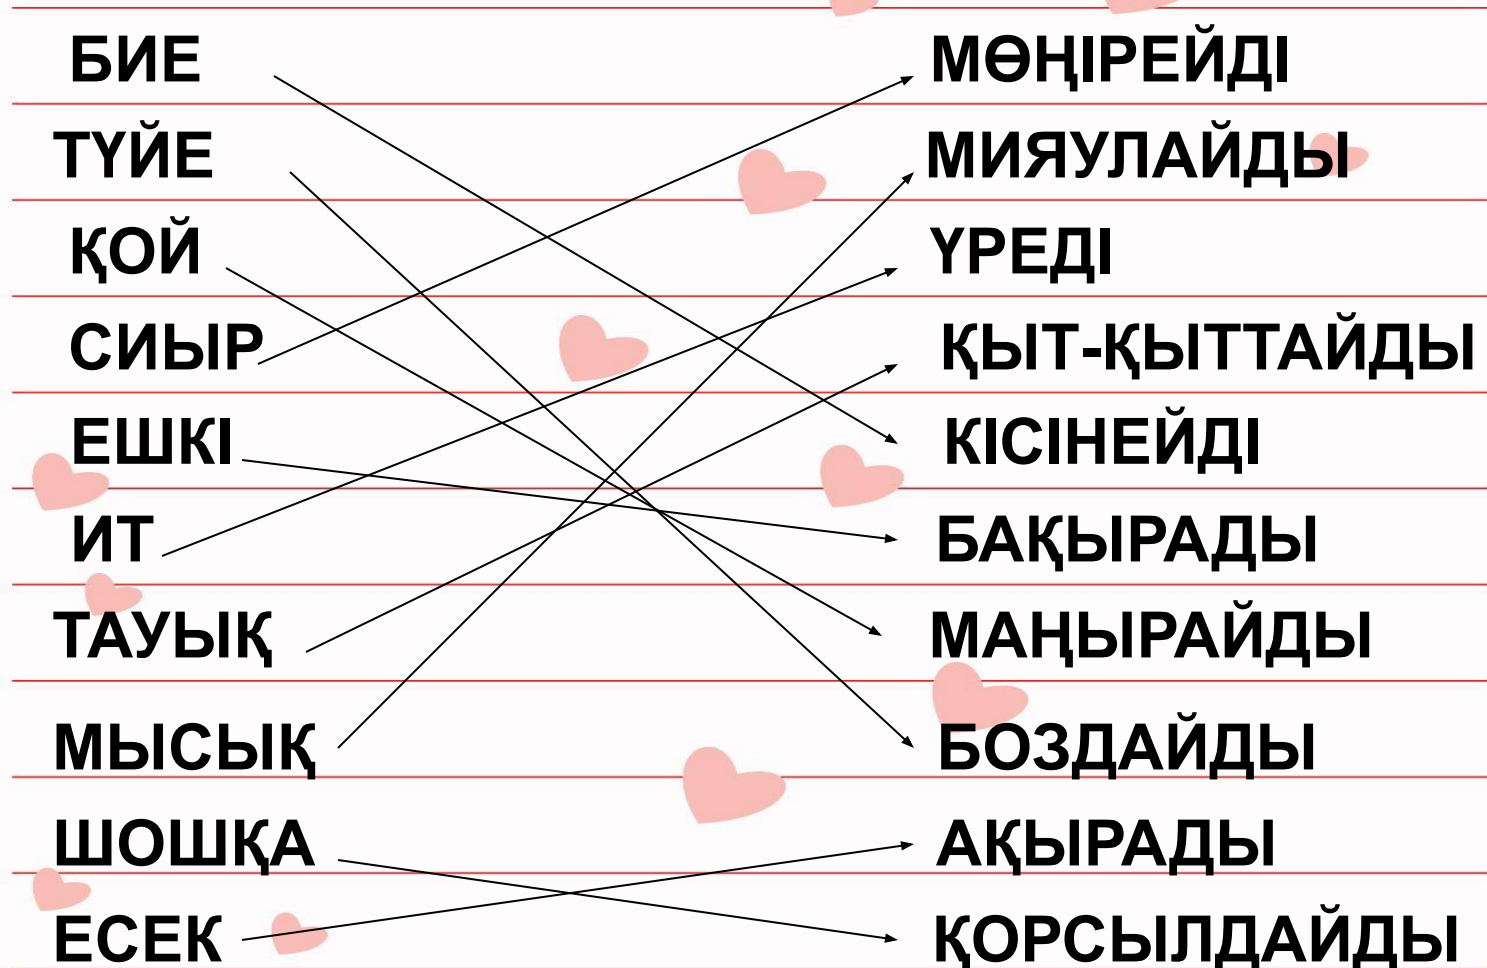 БИЕ МӨҢІРЕЙДІ
ТҮЙЕ МИЯУЛАЙДЫ
ҚОЙ ҮРЕДІ
СИЫР ҚЫТ-ҚЫТТАЙДЫ
ЕШКІ КІСІНЕЙДІ
ИТ БАҚЫРАДЫ
ТАУЫҚ МАҢЫРАЙДЫ
МЫСЫҚ БОЗДАЙДЫ
ШОШҚА АҚЫРАДЫ
ЕСЕК ҚОРСЫЛДАЙДЫ